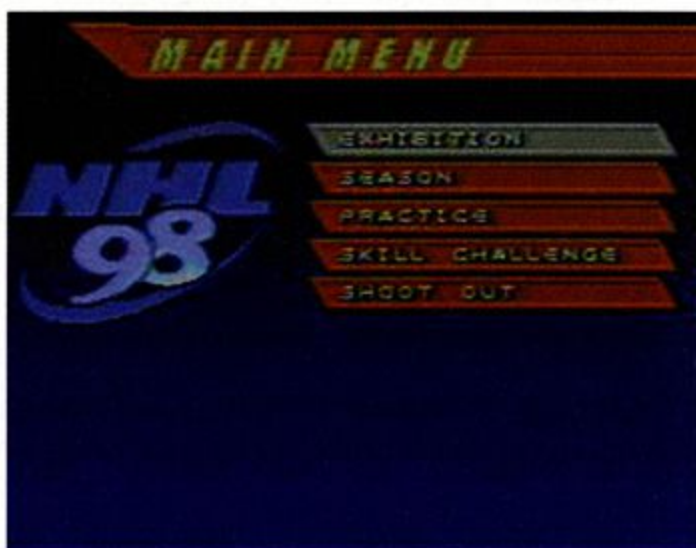 MAIN MENU
NHL
98
EXHIBITION
SEASON
PRACTICE
SKILL CHALLENGE
SHOOT OUT